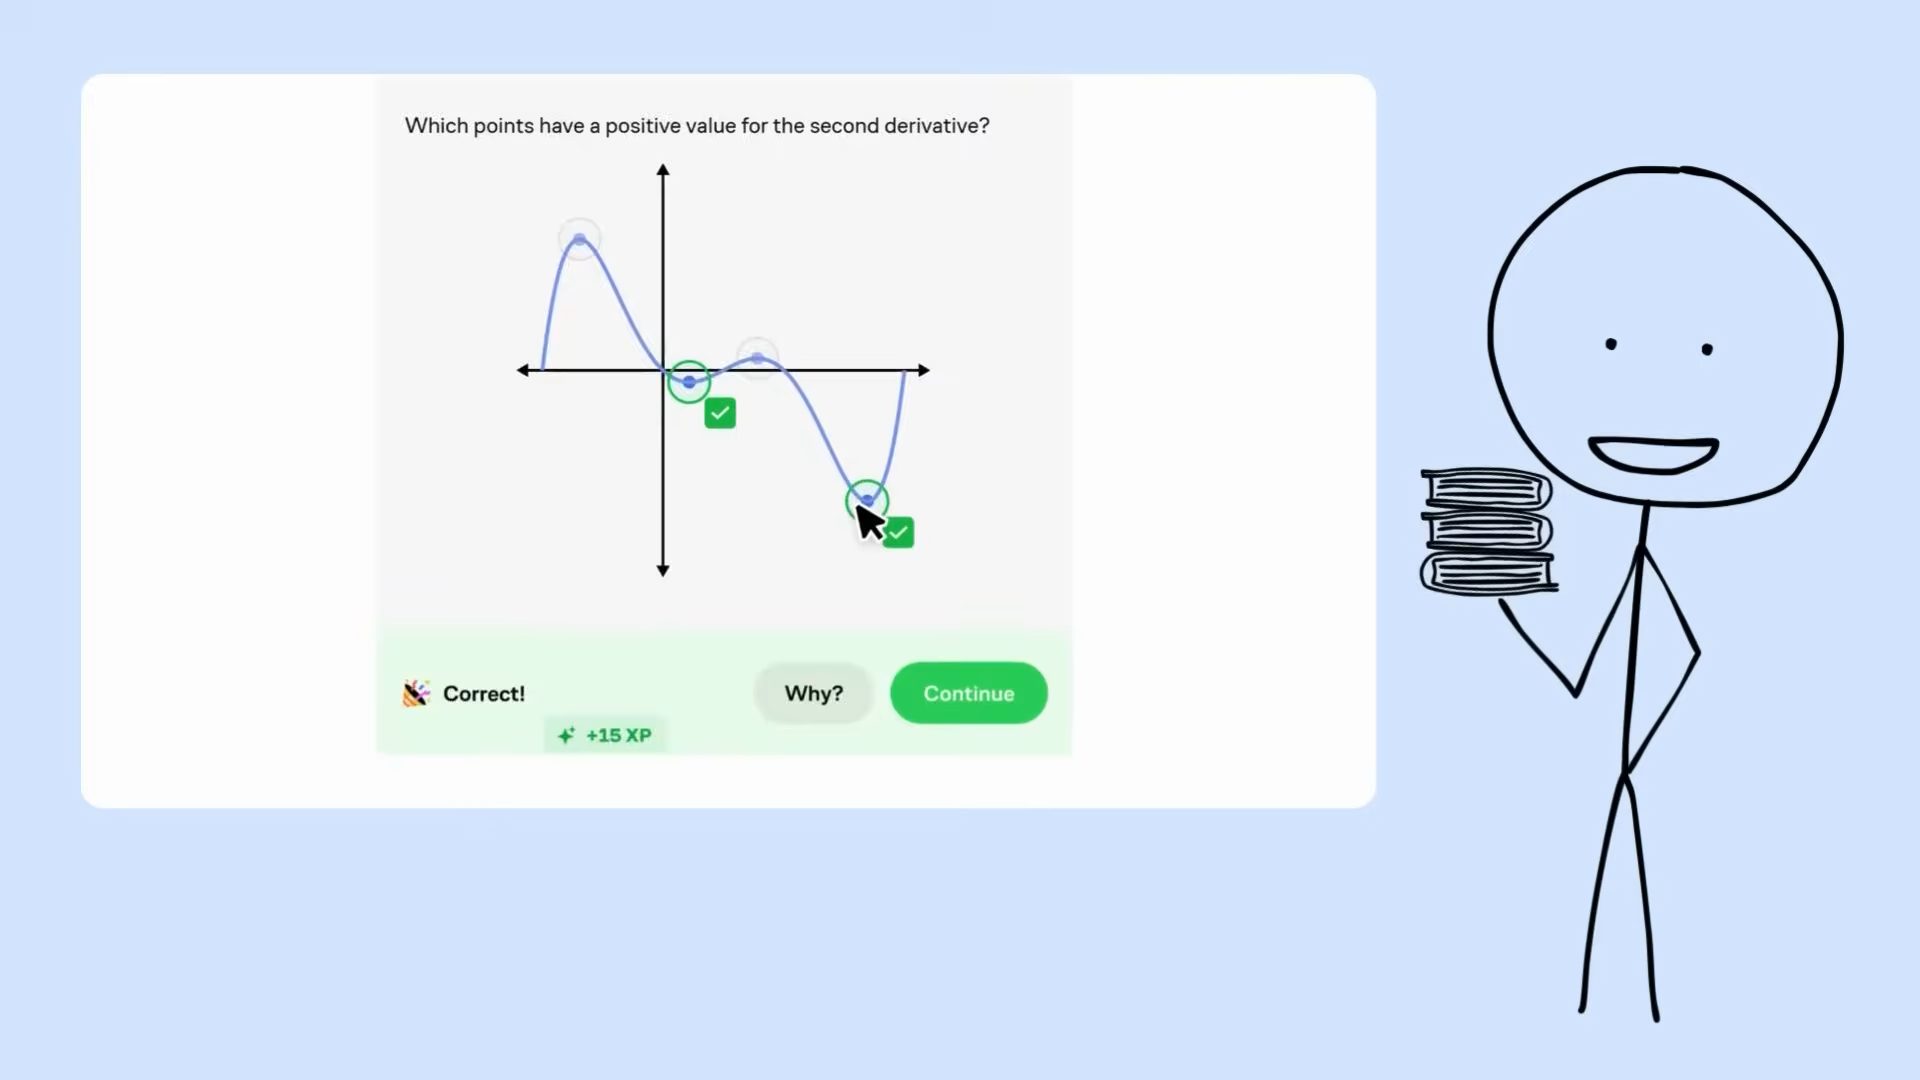 Which points have a positive value for the second derivative?
Correct!
Why?
Continue
+15 XP